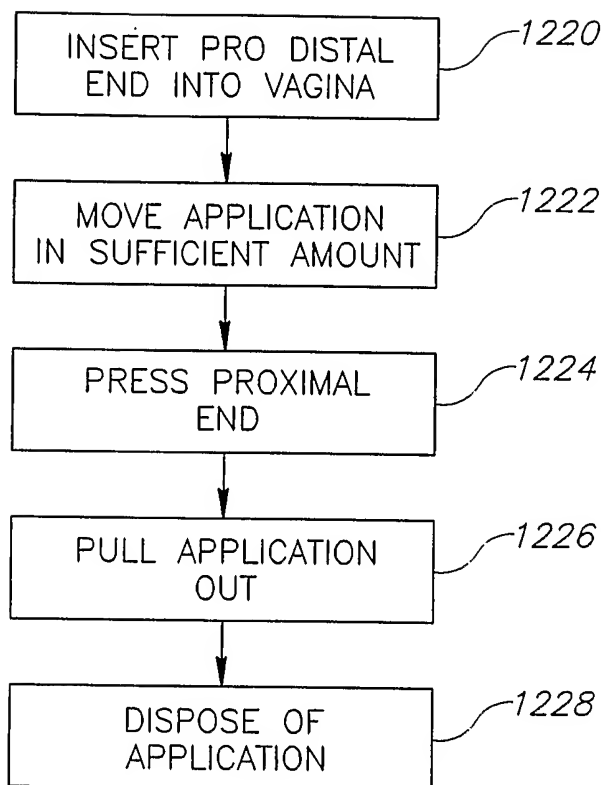 INSERT PRO DISTAL
END INTO VAGINA
1220
MOVE APPLICATION
IN SUFFICIENT AMOUNT
1222
PRESS PROXIMAL
END
1224
PULL APPLICATION
OUT
1226
DISPOSE OF
APPLICATION
1228